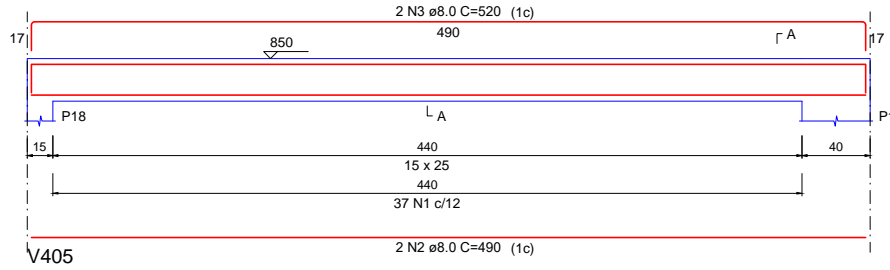 2 N3 ø8.0 C=520 (1c)
490
17
17
850
A
A
P18
15
440
40
15 x 25
440
37 N1 c/12
2 N2 ø8.0 C=490 (1c)
V405